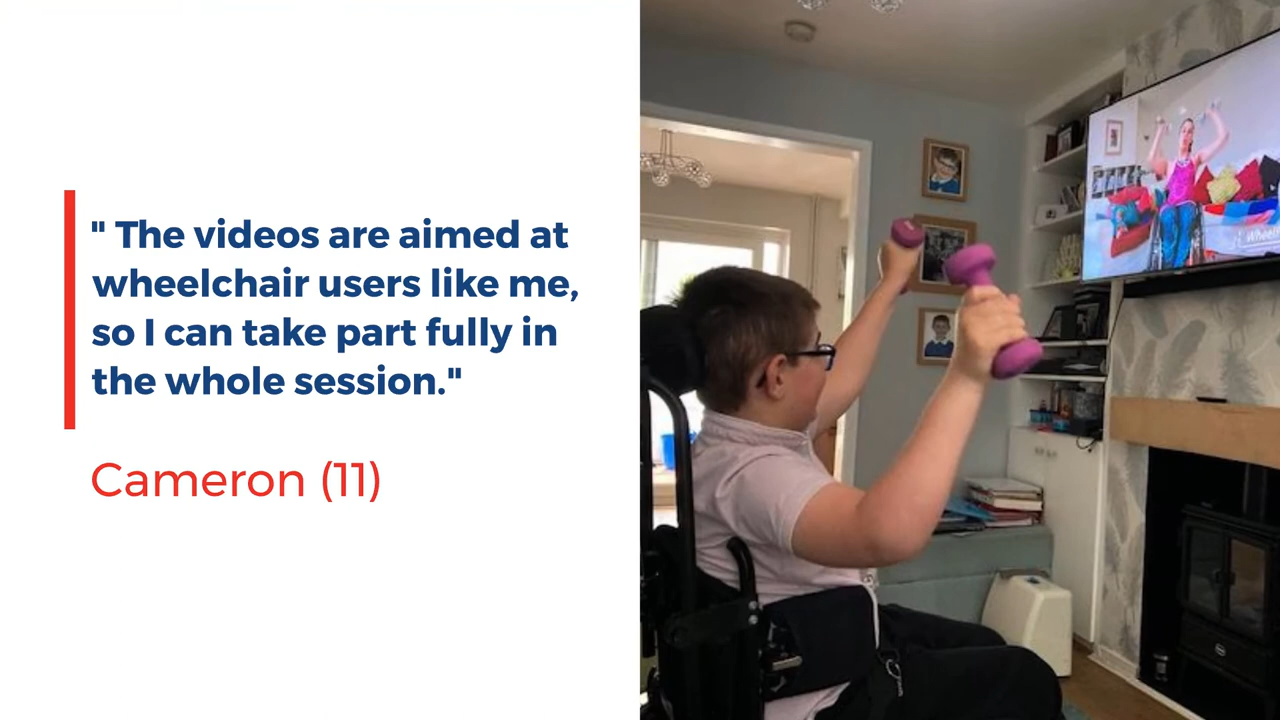 " The videos are aimed at
wheelchair users like me,
so I can take part fully in
the whole session."
Cameron (11)